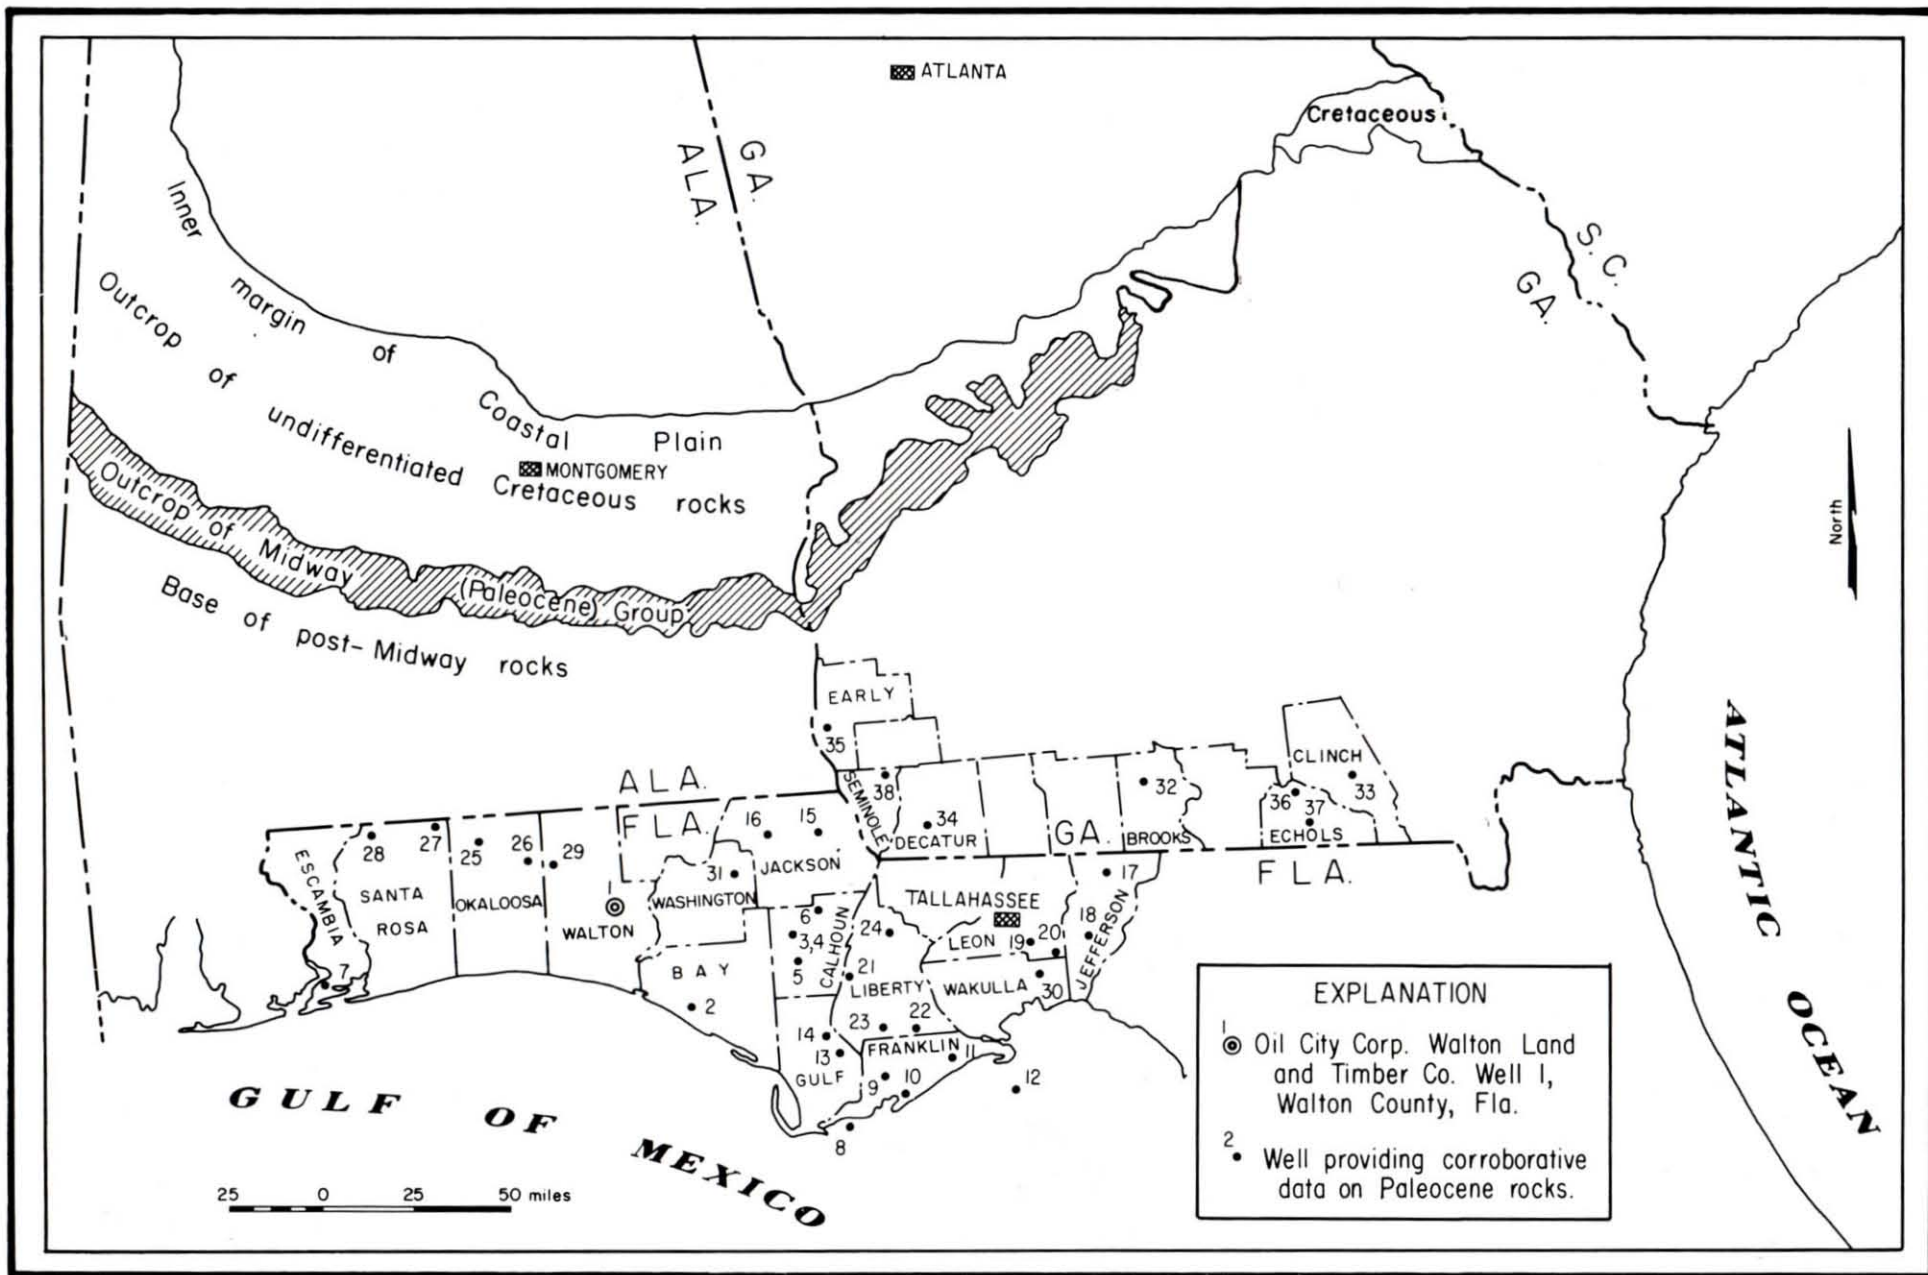 ATLANTA
Cretaceous
GA.
ALA.
S. C.
GA.
Inner margin of Coastal Plain
Outcrop of undifferentiated Cretaceous rocks
MONTGOMERY
Outcrop of Midway (Paleocene) Group
Base of post-Midway rocks
North
EARLY
35
ALA.
FLA.
SEMINOLE
38
DECATUR
34
GA.
BROOKS
32
CLINCH
33
36
37
ECHOLS
FLA.
ESCAMBIA
7
28
27
SANTA
ROSA
25
26
OKALOOSA
29
1
WALTON
31
WASHINGTON
16
15
JACKSON
BAY
2
6
3,4
5
CALHOUN
24
21
LIBERTY
23
22
TALLAHASSEE
LEON
19
20
17
18
JEFFERSON
WAKULLA
30
14
13
GULF
FRANKLIN
11
9
10
12
8
GULF OF MEXICO
ATLANTIC OCEAN
25 0 25 50 miles
EXPLANATION
1
Oil City Corp. Walton Land
and Timber Co. Well 1,
Walton County, Fla.
2
Well providing corroborative
data on Paleocene rocks.